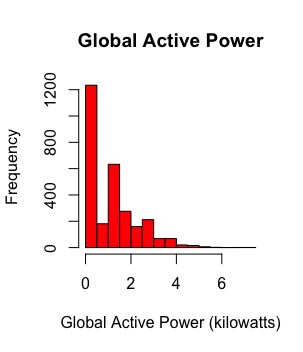 Global Active Power
Frequency
1200
800
400
0
0 2 4 6
Global Active Power (kilowatts)